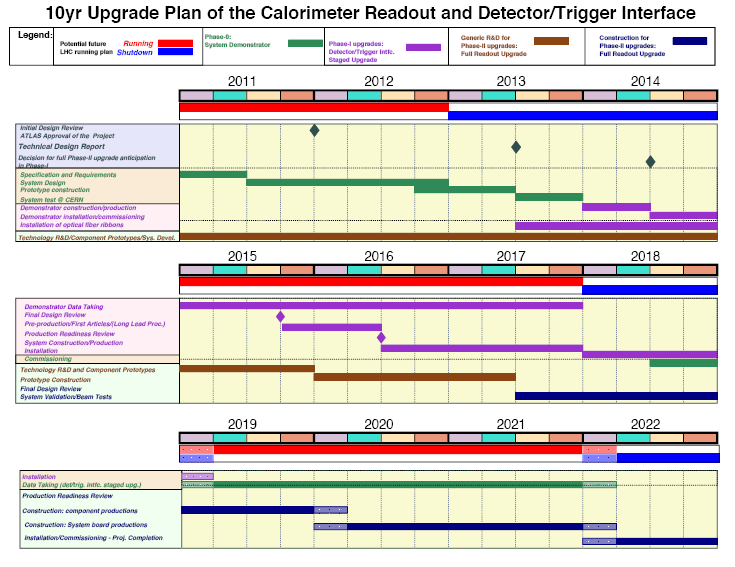 10yr Upgrade Plan of the Calorimeter Readout and Detector/Trigger Interface
Legend:
Potential future Running
LHC running plan Shutdown
Phase-0:
System Demonstrator
Phase-I upgrades:
Detector/Trigger Intfc.
Staged Upgrade
Generic R&D for
Phase-II upgrades:
Full Readout Upgrade
Construction for
Phase-II upgrades:
Full Readout Upgrade
2011 2012 2013 2014
Initial Design Review
ATLAS Approval of the Project
Technical Design Report
Decision for full Phase-II upgrade anticipation
in Phase-I
Specification and Requirements
System Design
Prototype construction
System test @ CERN
Demonstrator construction/production
Demonstrator installation/commissioning
Installation of optical fiber ribbons
Technology R&D/Component Prototypes/Sys. Devel.
2015 2016 2017 2018
Demonstrator Data Taking
Final Design Review
Pre-production/First Articles/(Long Lead Proc.)
Production Readiness Review
System Construction/Production
Installation
Commissioning
Technology R&D and Component Prototypes
Prototype Construction
Final Design Review
System Validation/Beam Tests
2019 2020 2021 2022
Installation
Data Taking (det/trig. intfc. staged upg.)
Production Readiness Review
Construction: component productions
Construction: System board productions
Installation/Commissioning - Proj. Completion